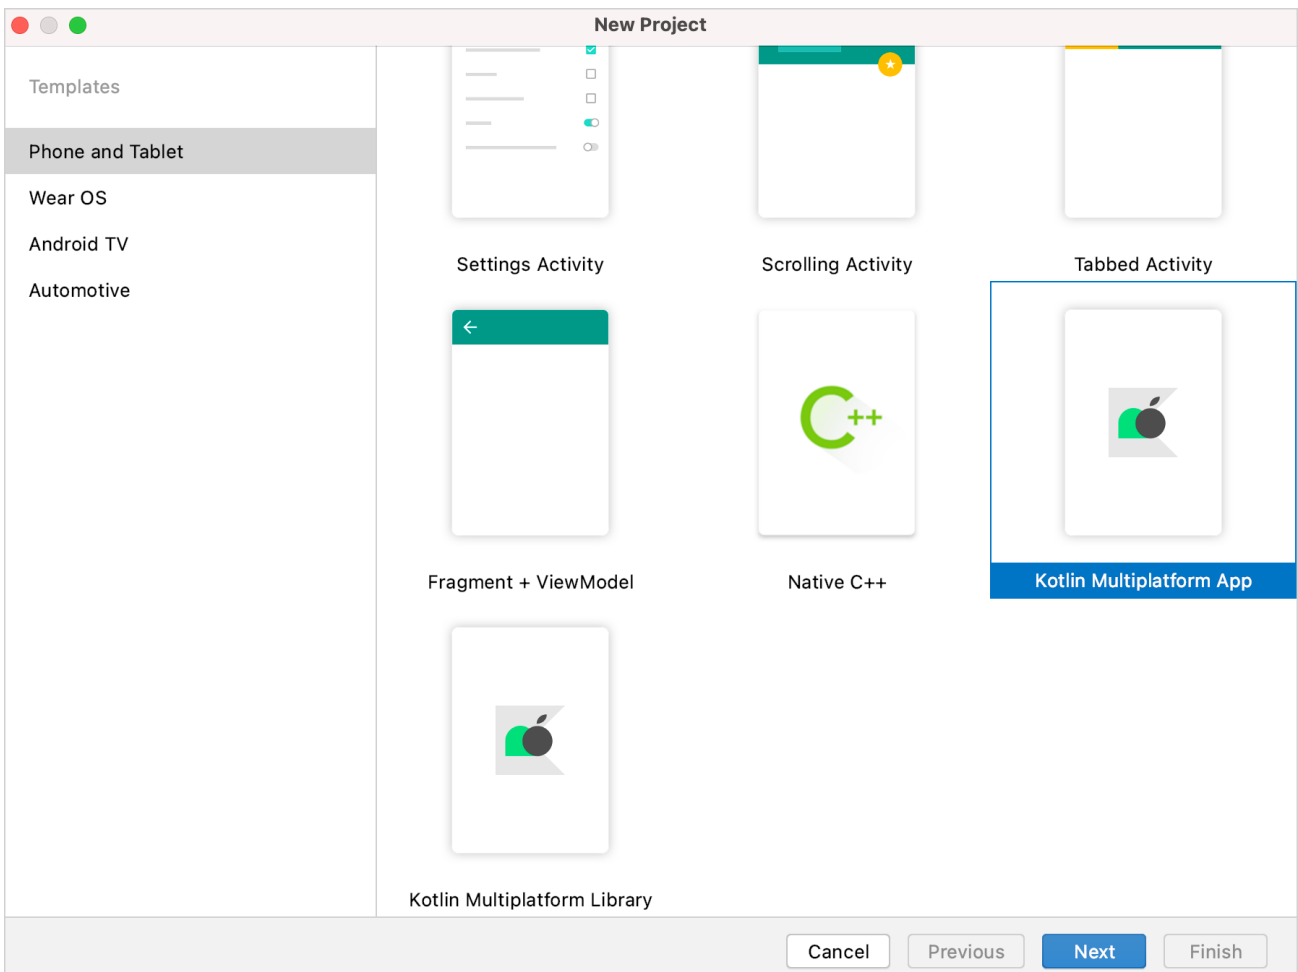 New Project
Templates
Phone and Tablet
Wear OS
Android TV
Automotive
Settings Activity
Scrolling Activity
Tabbed Activity
C++
Fragment + ViewModel
Native C++
Kotlin Multiplatform App
Kotlin Multiplatform Library
Cancel
Previous
Next
Finish